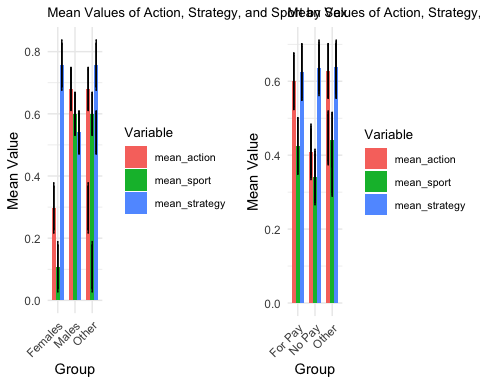 Mean Values of Action, Strategy, and Sport by Sex
Mean Values of Action, Strategy,
Mean Value
0.8
0.6
0.4
0.2
0.0
Females
Males
Other
Group
Variable
mean_action
mean_sport
mean_strategy
Mean Value
0.6
0.4
0.2
0.0
For Pay
No Pay
Other
Group
Variable
mean_action
mean_sport
mean_strategy